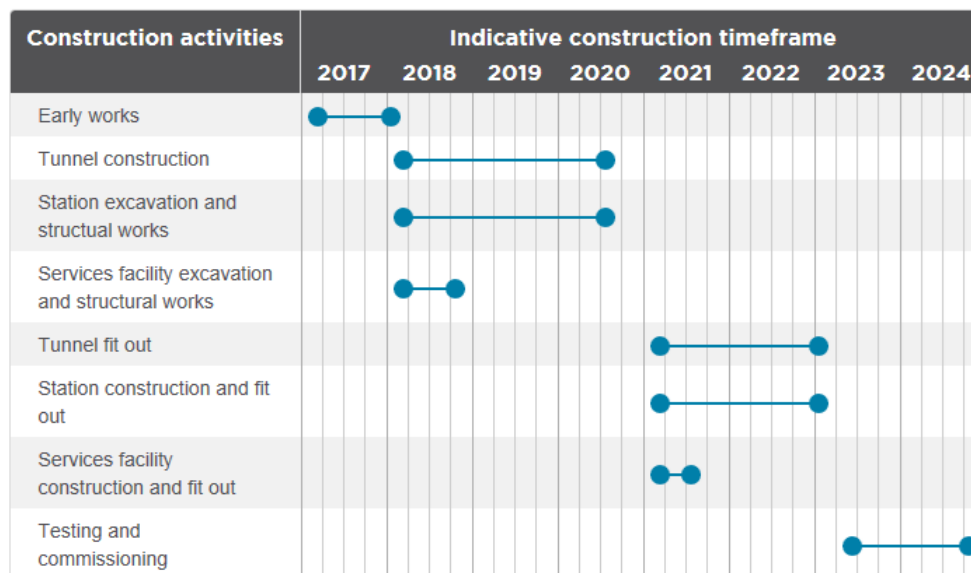 Construction activities
Indicative construction timeframe
2017 2018 2019 2020 2021 2022 2023 2024
Early works
Tunnel construction
Station excavation and
structual works
Services facility excavation
and structural works
Tunnel fit out
Station construction and fit
out
Services facility
construction and fit out
Testing and
commissioning